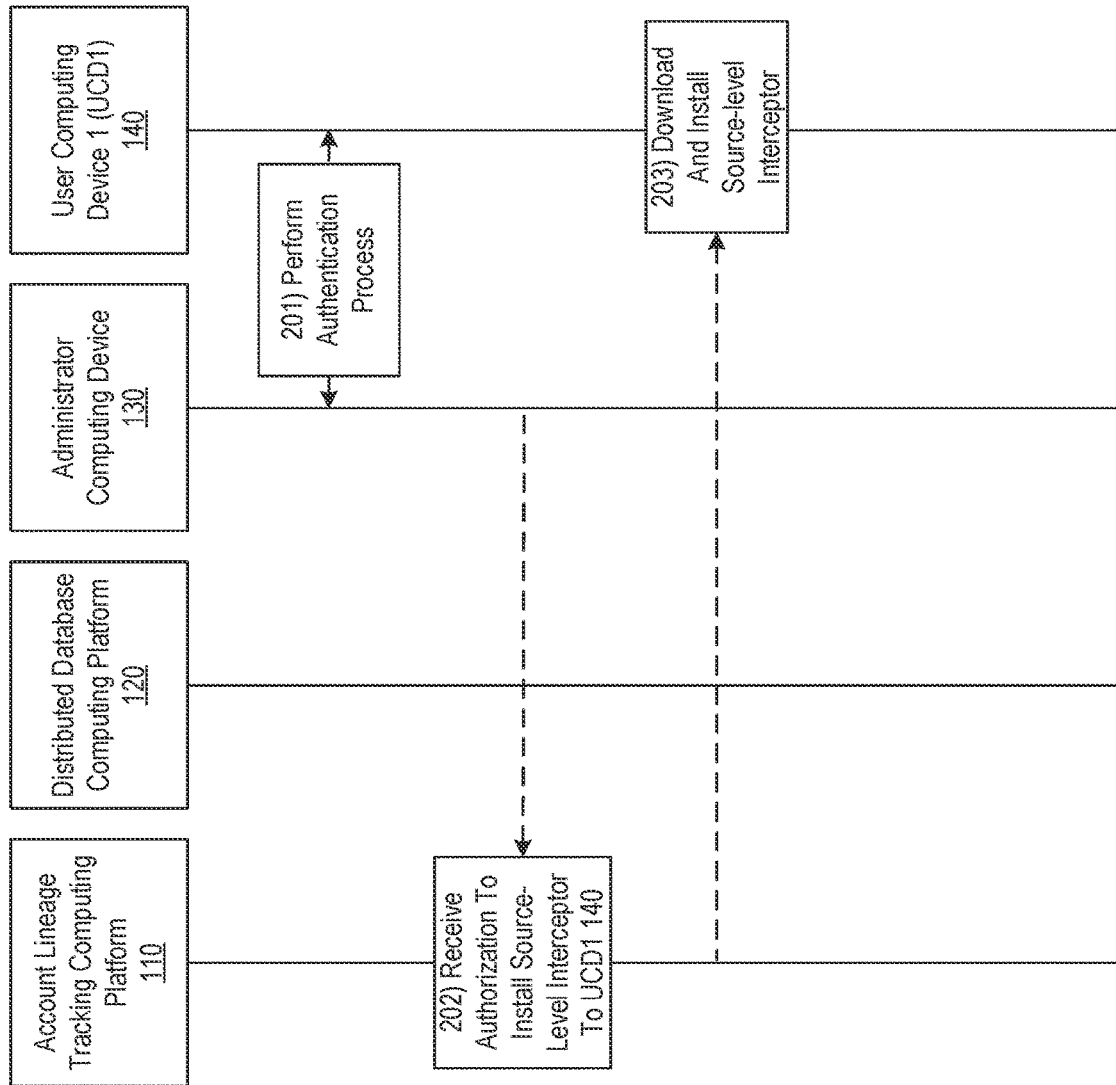 Account Lineage
Tracking Computing
Platform
110
Distributed Database
Computing Platform
120
Administrator
Computing Device
130
User Computing
Device 1 (UCD1)
140
201) Perform
Authentication
Process
202) Receive
Authorization To
Install Source-
Level Interceptor
To UCD1 140
203) Download
And Install
Source-level
Interceptor